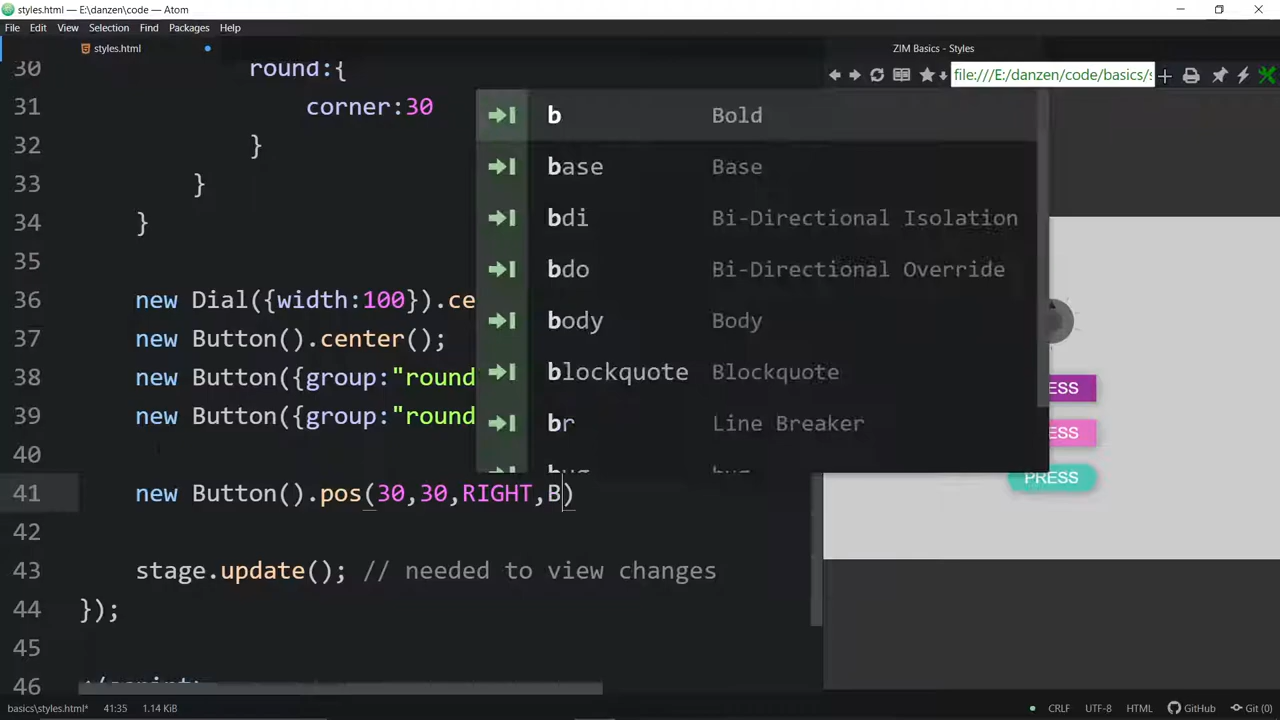 styles.html — E:\danzen\code — Atom
File Edit View Selection Find Packages Help
styles.html
ZIM Basics - Styles
file:///E:/danzen/code/basics/s
30 round:{
31 corner:30
32 }
33 }
34 }
35
36 new Dial({width:100}).ce
37 new Button().center();
38 new Button({group:"round
39 new Button({group:"round
40
41 new Button().pos(30,30,RIGHT,B)
42
43 stage.update(); // needed to view changes
44 });
45
46 </script>
b Bold
base Base
bdi Bi-Directional Isolation
bdo Bi-Directional Override
body Body
blockquote Blockquote
br Line Breaker
bug bug
ESS
ESS
PRESS
basics\styles.html* 41:35 1.14 KiB CRLF UTF-8 HTML GitHub Git (0)